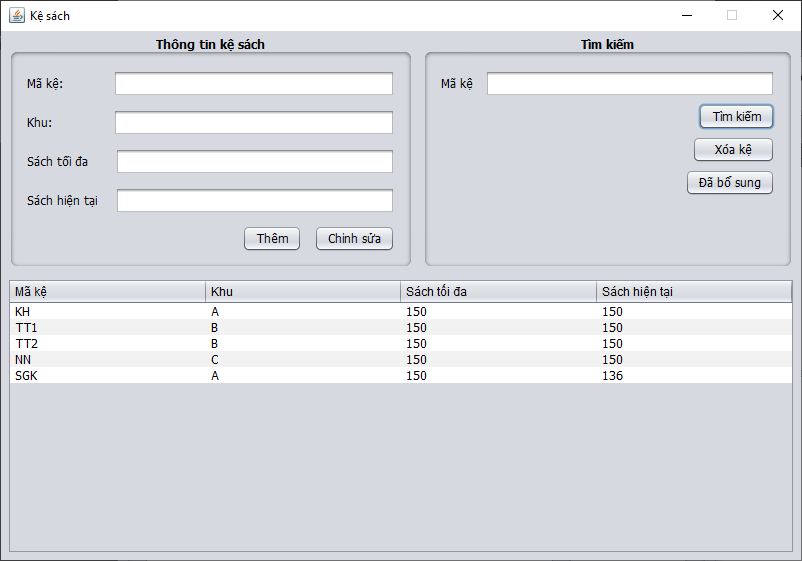 Kệ sách
Thông tin kệ sách
Mã kệ:
Khu:
Sách tối đa
Sách hiện tại
Thêm
Chỉnh sửa
Tìm kiếm
Mã kệ
Tìm kiếm
Xóa kệ
Đã bổ sung
Mã kệ Khu Sách tối đa Sách hiện tại
KH A 150 150
TT1 B 150 150
TT2 B 150 150
NN C 150 150
SGK A 150 136